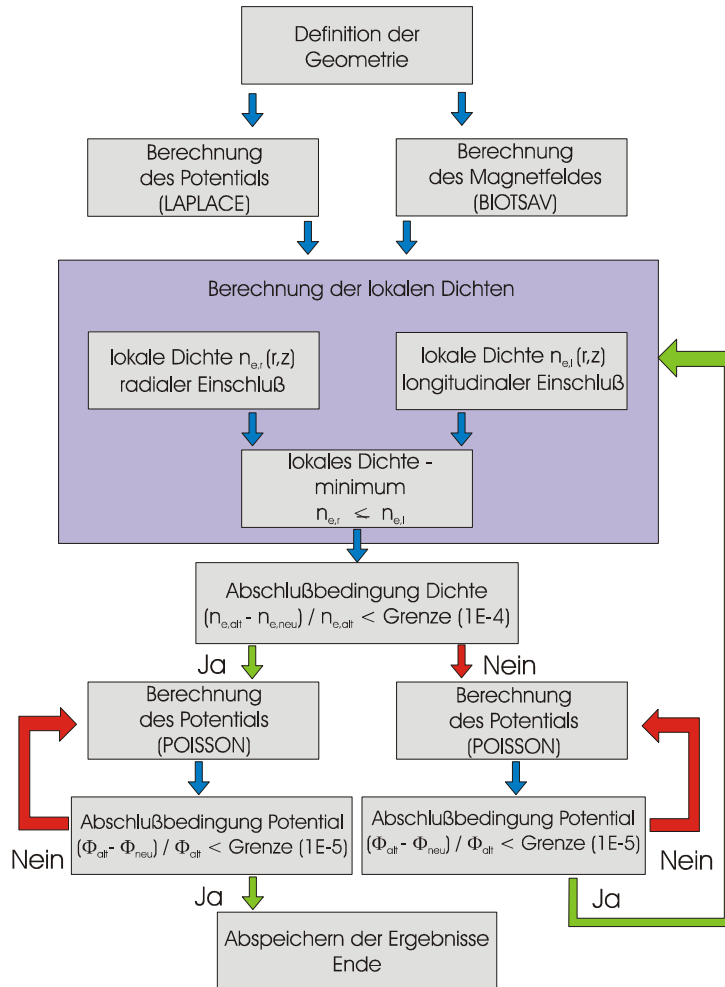 Definition der
Geometrie
Berechnung
des Potentials
(LAPLACE)
Berechnung
des Magnetfeldes
(BIOTSAV)
Berechnung der lokalen Dichten
lokale Dichte n_e,r (r,z)
radialer Einschluß
lokale Dichte n_e,l (r,z)
longitudinaler Einschluß
lokales Dichte -
minimum
n_e,r ≤ n_e,l
Abschlußbedingung Dichte
(n_e,alt - n_e,neu) / n_e,alt < Grenze (1E-4)
Ja
Nein
Berechnung
des Potentials
(POISSON)
Berechnung
des Potentials
(POISSON)
Abschlußbedingung Potential
(Φ_alt - Φ_neu) / Φ_alt < Grenze (1E-5)
Abschlußbedingung Potential
(Φ_alt - Φ_neu) / Φ_alt < Grenze (1E-5)
Nein
Nein
Ja
Ja
Abspeichern der Ergebnisse
Ende